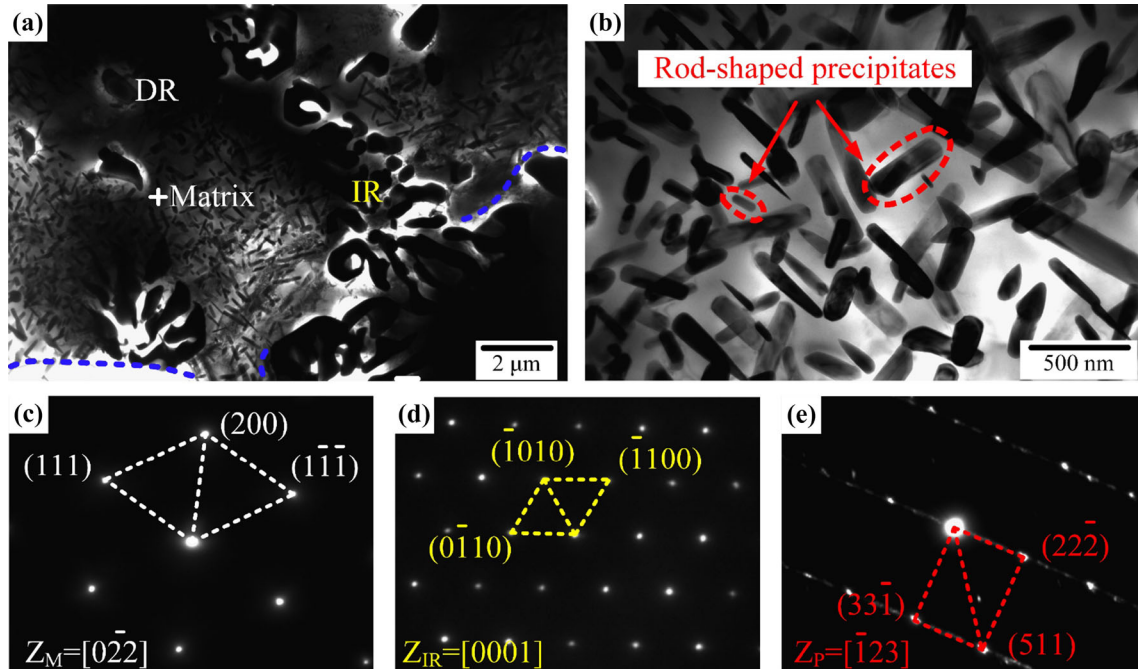 (a)
DR
+Matrix
IR
2 μm
(b)
Rod-shaped precipitates
500 nm
(c)
(200)
(111)
(11̄1̄)
Z_M=[02̄2]
(d)
(1̄010)
(1̄100)
(01̄10)
Z_IR=[0001]
(e)
(222̄)
(331̄)
(511)
Z_P=[1̄23]